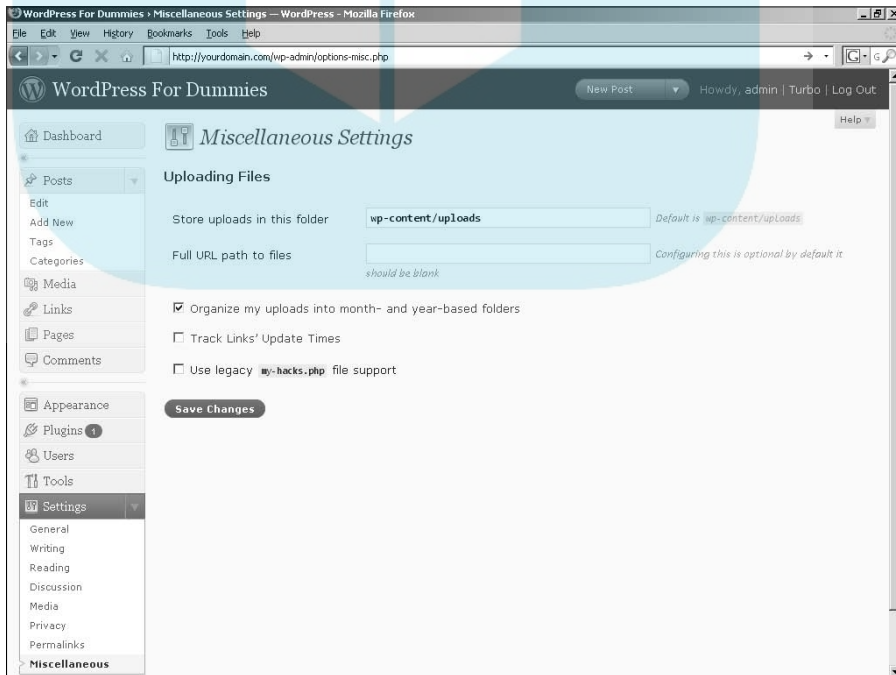 WordPress For Dummies › Miscellaneous Settings — WordPress - Mozilla Firefox
File Edit View History Bookmarks Tools Help
http://yourdomain.com/wp-admin/options-misc.php
G
G
WordPress For Dummies
New Post
Howdy, admin | Turbo | Log Out
Help
Dashboard
Miscellaneous Settings
Posts
Edit
Add New
Tags
Categories
Media
Links
Pages
Comments
Appearance
Plugins 1
Users
Tools
Settings
General
Writing
Reading
Discussion
Media
Privacy
Permalinks
Miscellaneous
Uploading Files
Store uploads in this folder wp-content/uploads Default is wp-content/uploads
Full URL path to files Configuring this is optional by default it
should be blank
Organize my uploads into month- and year-based folders
Track Links' Update Times
Use legacy my-hacks.php file support
Save Changes